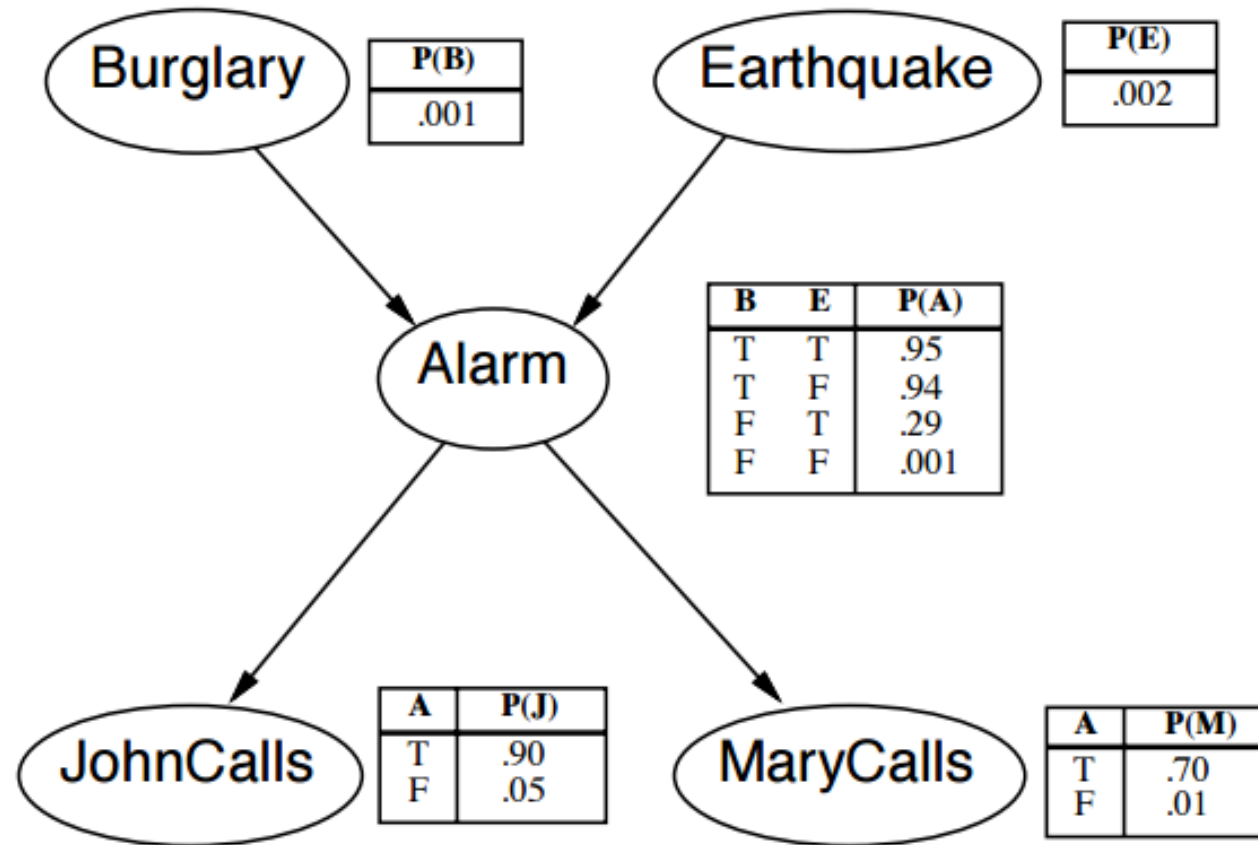 Burglary
P(B)
.001
Earthquake
P(E)
.002
Alarm
B E P(A)
T T .95
T F .94
F T .29
F F .001
JohnCalls
A P(J)
T .90
F .05
MaryCalls
A P(M)
T .70
F .01